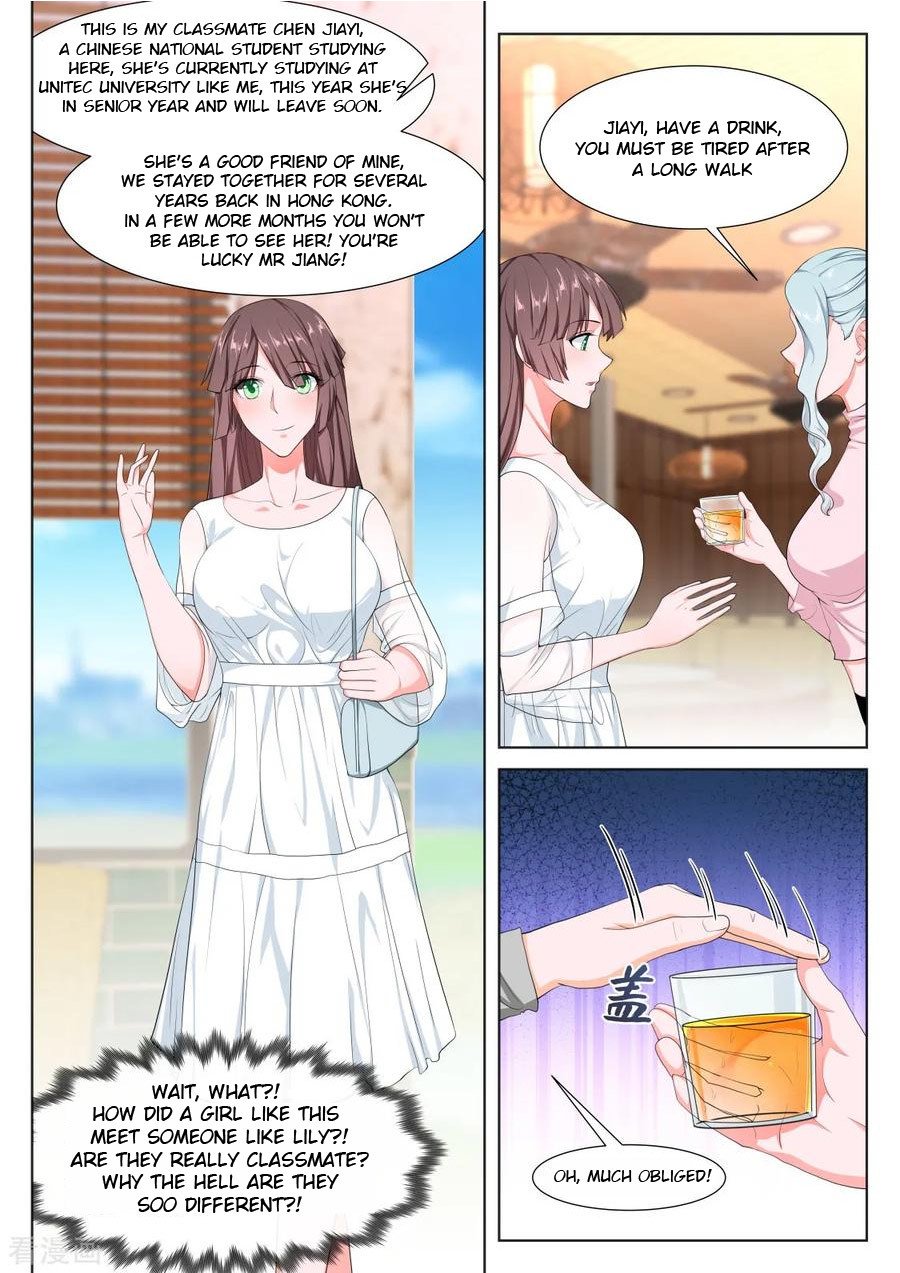 THIS IS MY CLASSMATE CHEN JIAYI,
A CHINESE NATIONAL STUDENT STUDYING
HERE, SHE'S CURRENTLY STUDYING AT
UNITEC UNIVERSITY LIKE ME, THIS YEAR SHE'S
IN SENIOR YEAR AND WILL LEAVE SOON.
SHE'S A GOOD FRIEND OF MINE,
WE STAYED TOGETHER FOR SEVERAL
YEARS BACK IN HONG KONG.
IN A FEW MORE MONTHS YOU WON'T
BE ABLE TO SEE HER! YOU'RE
LUCKY MR JIANG!
JIAYI, HAVE A DRINK,
YOU MUST BE TIRED AFTER
A LONG WALK
盖
OH, MUCH OBLIGED!
WAIT, WHAT?!
HOW DID A GIRL LIKE THIS
MEET SOMEONE LIKE LILY?!
ARE THEY REALLY CLASSMATE?
WHY THE HELL ARE THEY
SOO DIFFERENT?!
看漫画